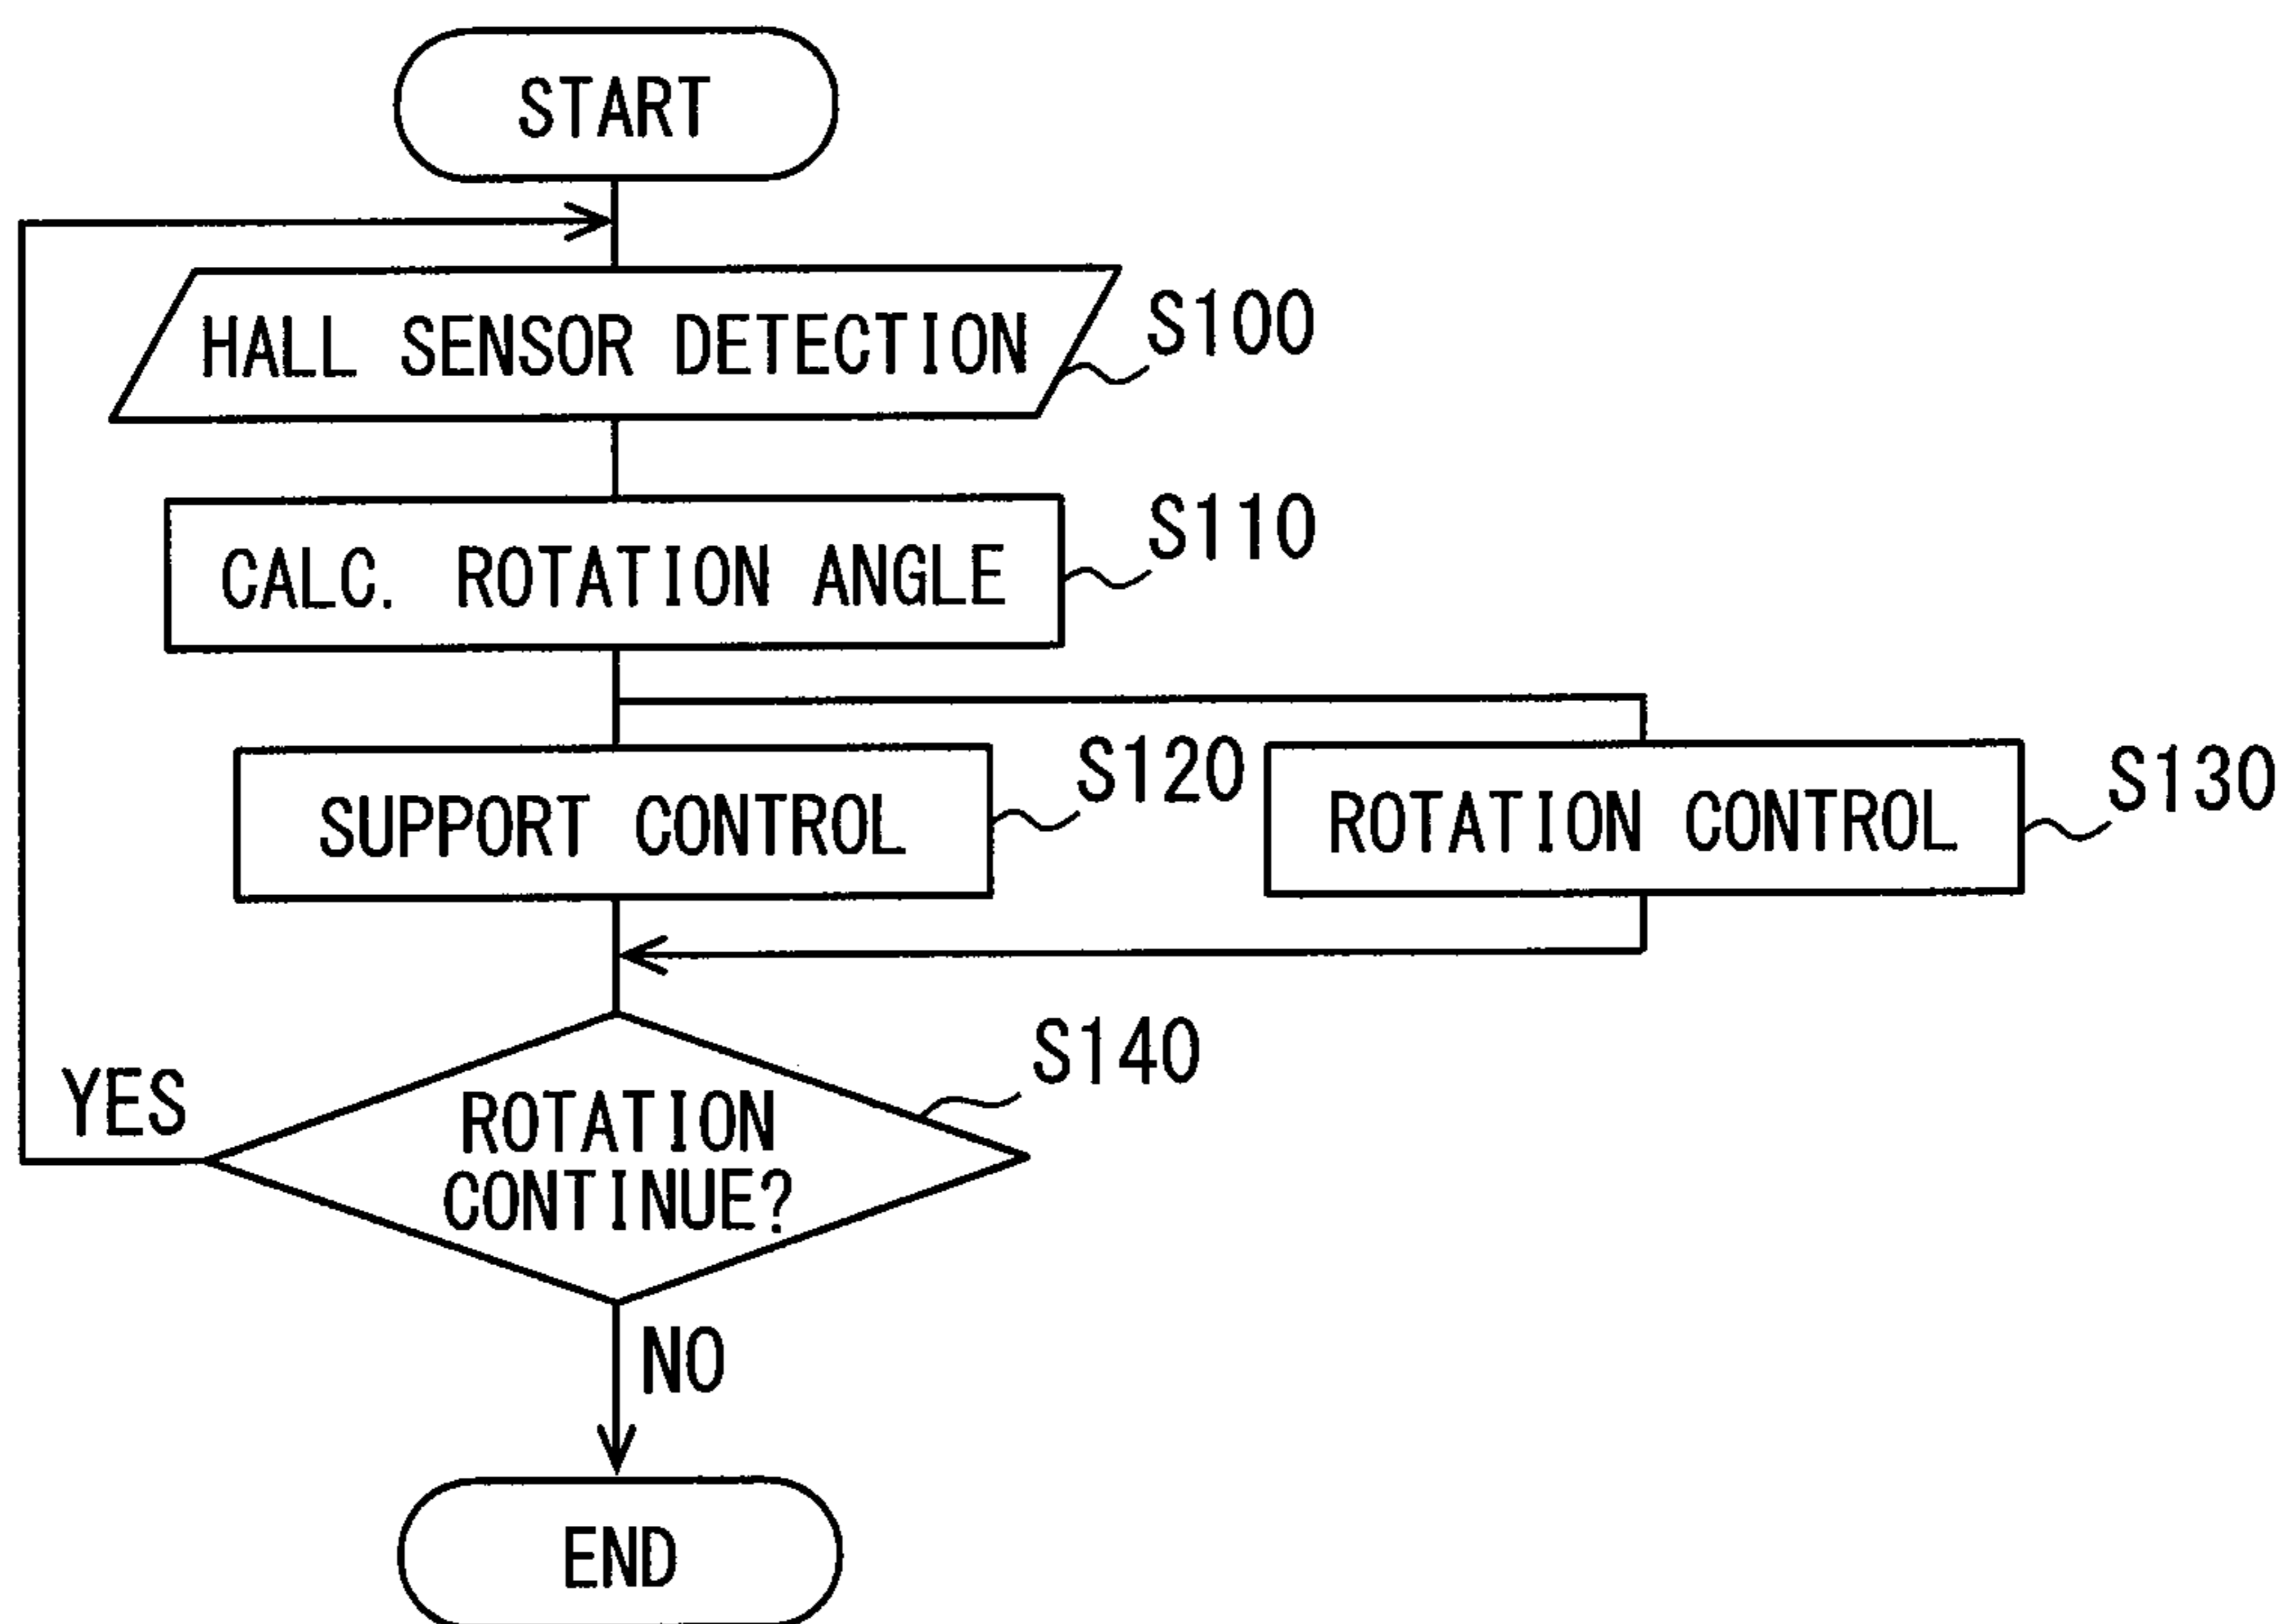 START
HALL SENSOR DETECTION
S100
CALC. ROTATION ANGLE
S110
SUPPORT CONTROL
S120
ROTATION CONTROL
S130
ROTATION
CONTINUE?
S140
YES
NO
END